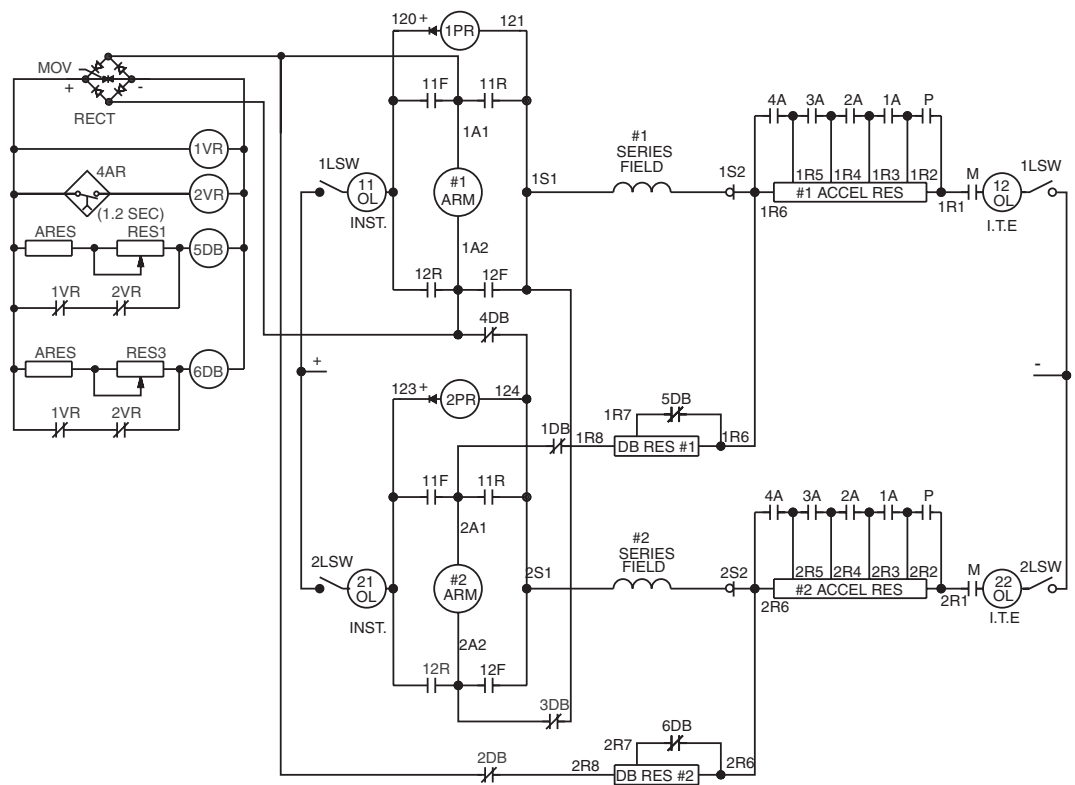 120 +
1PR
121
MOV
+
-
RECT
11F
11R
1A1
#1
ARM
1A2
12R
12F
1VR
4AR
2VR
(1.2 SEC)
ARES
RES1
5DB
1VR
2VR
ARES
RES3
6DB
1VR
2VR
1LSW
11
OL
INST.
1S1
#1
SERIES
FIELD
1S2
4A
3A
2A
1A
P
1R5
1R4
1R3
1R2
#1 ACCEL RES
1R6
1R1
M
12
OL
I.T.E
1LSW
4DB
+
-
123 +
2PR
124
1DB
1R8
1R7
5DB
DB RES #1
1R6
11F
11R
2A1
#2
ARM
2A2
12R
12F
2LSW
21
OL
INST.
2S1
#2
SERIES
FIELD
2S2
4A
3A
2A
1A
P
2R5
2R4
2R3
2R2
#2 ACCEL RES
2R6
2R1
M
22
OL
I.T.E
2LSW
3DB
2DB
2R8
2R7
6DB
DB RES #2
2R6